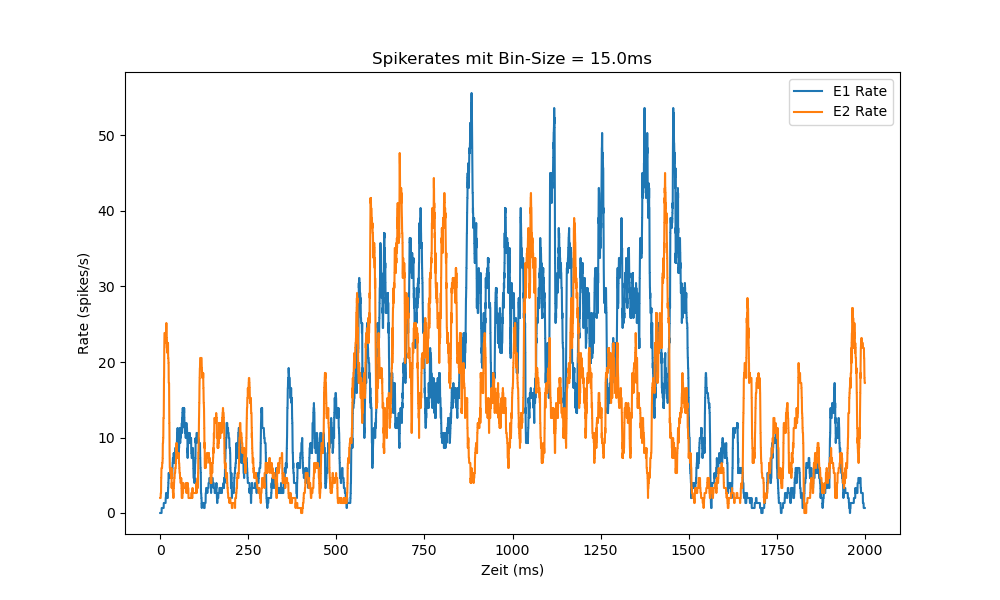 Spikerates mit Bin-Size = 15.0ms
E1 Rate
E2 Rate
Rate (spikes/s)
50
40
30
20
10
0
0 250 500 750 1000 1250 1500 1750 2000
Zeit (ms)